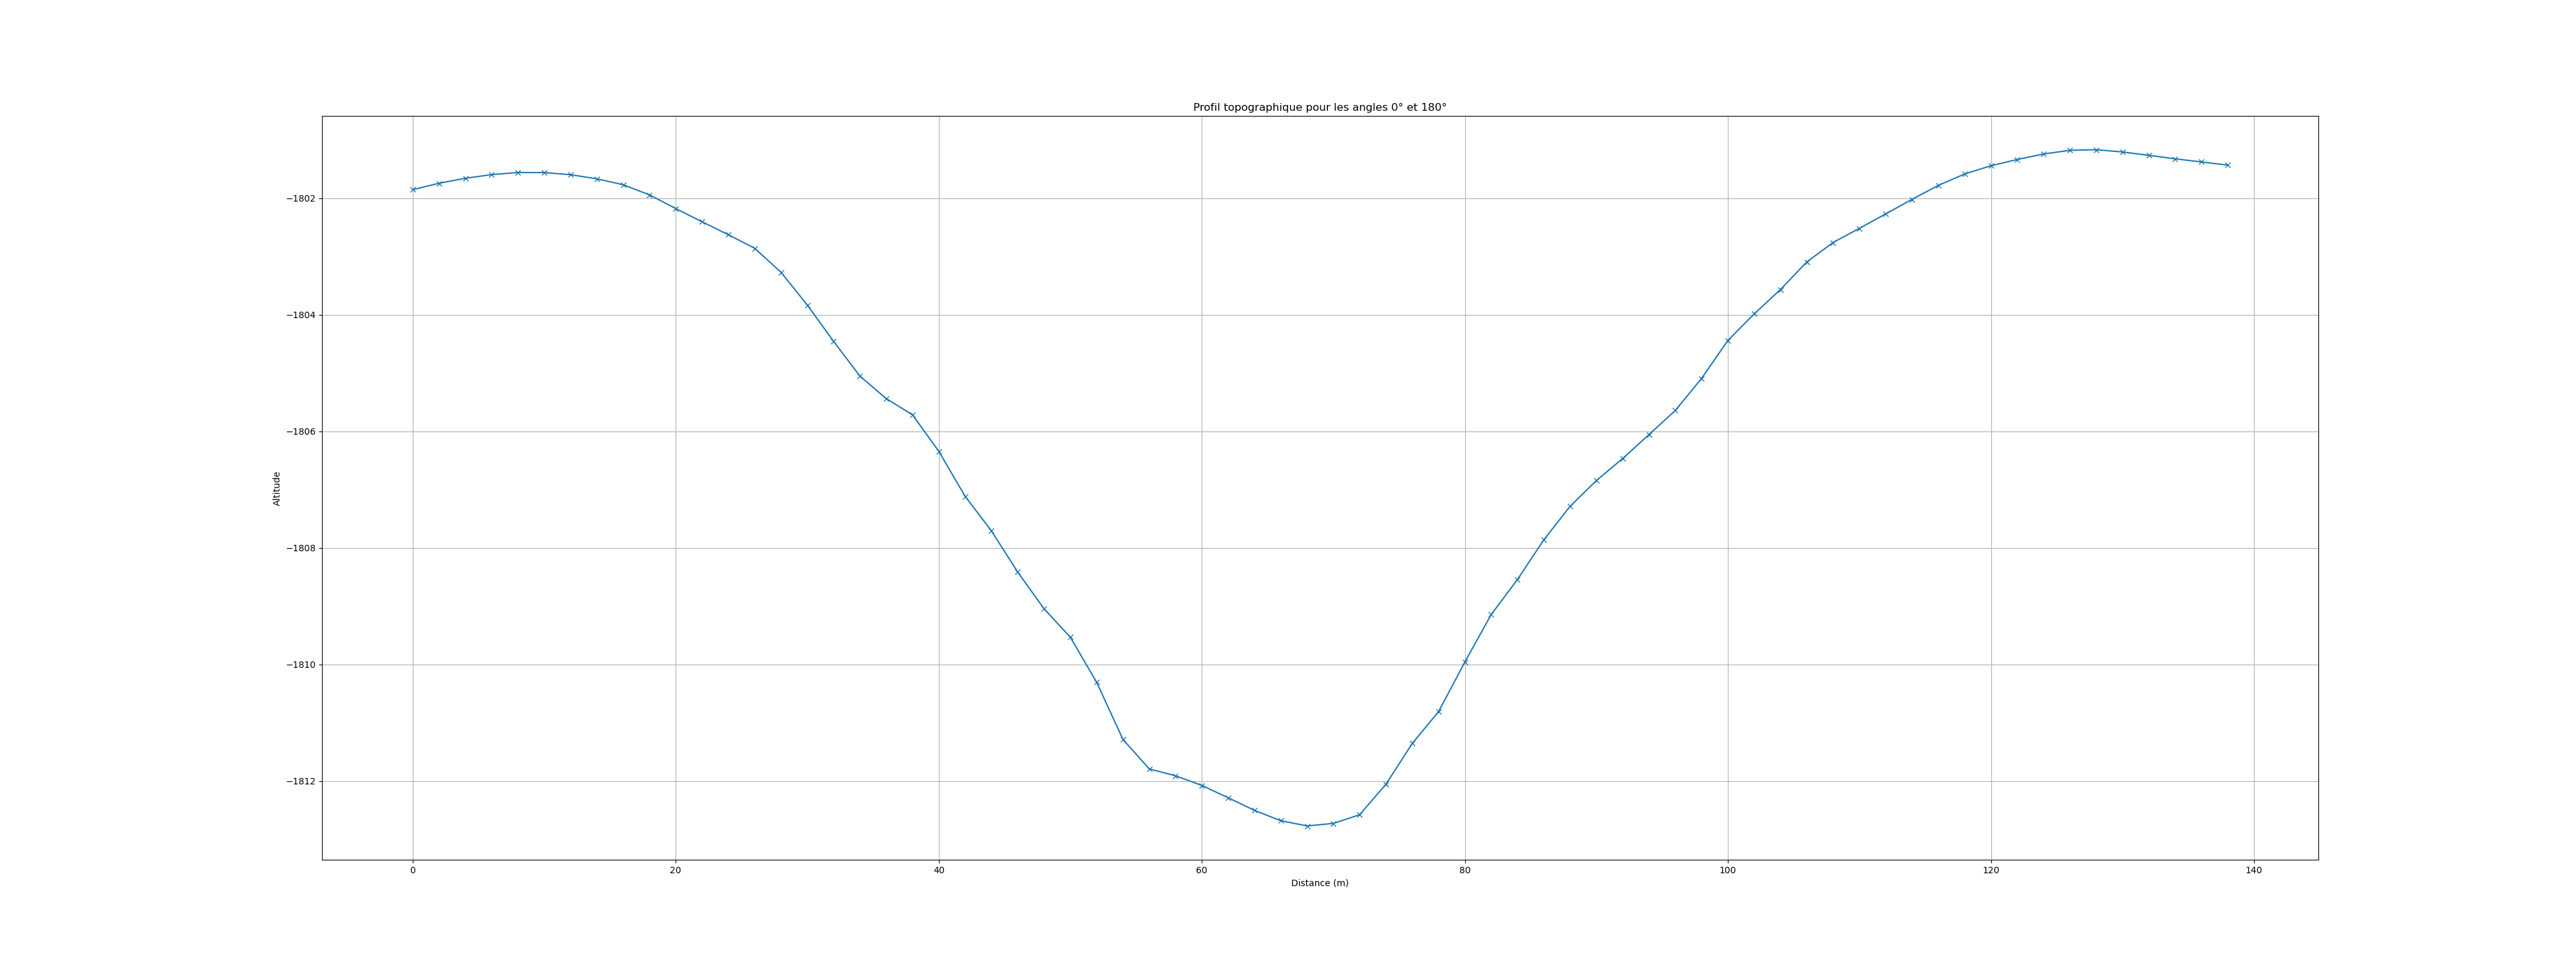 Profil topographique pour les angles 0° et 180°
−1802
−1804
−1806
−1808
−1810
−1812
Altitude
0 20 40 60 80 100 120 140
Distance (m)